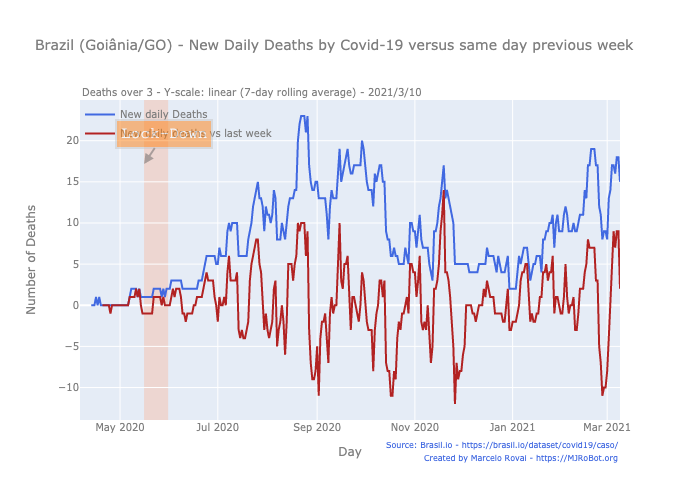 Brazil (Goiânia/GO) - New Daily Deaths by Covid-19 versus same day previous week
Deaths over 3 - Y-scale: linear (7-day rolling average) - 2021/3/10
New daily Deaths
New daily Deaths vs last week
Lock Down
Number of Deaths
20
15
10
5
0
−5
−10
May 2020
Jul 2020
Sep 2020
Nov 2020
Jan 2021
Mar 2021
Day
Source: Brasil.io - https://brasil.io/dataset/covid19/caso/
Created by Marcelo Rovai - https://MJRoBot.org